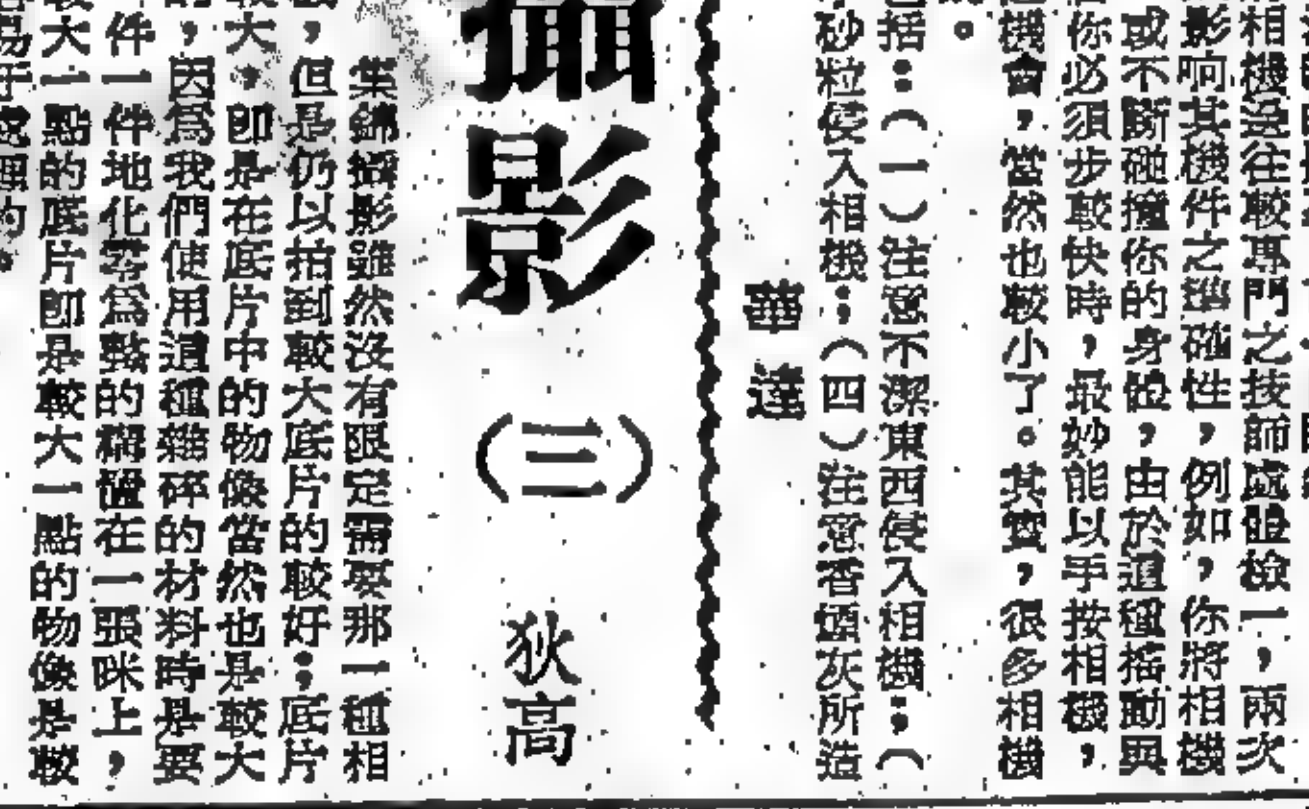 相機送往較專門之技師處體檢一，兩次
影响其機件之準確性，例如，你將相機
或不斷碰撞你的身體，由於這種搖動與
你必須步較快時，最妙能以手按相機，
機會，當然也較小了。其實，很多相機
。
包括：（一）注意不潔東西侵入相機；（
砂粒侵入相機；（四）注意香烟灰所造
華達
攝影（三）
狄高
集錦攝影雖然沒有限定需要那一種相
，但是仍以拍到較大底片的較好；底片
大，卽是在底片中的物像當然也是較大
，因爲我們使用這種雜碎的材料時是要
件一件地化零爲整的構置在一張咪上，
較大一點的底片卽是較大一點的物像是較
易于處理的。